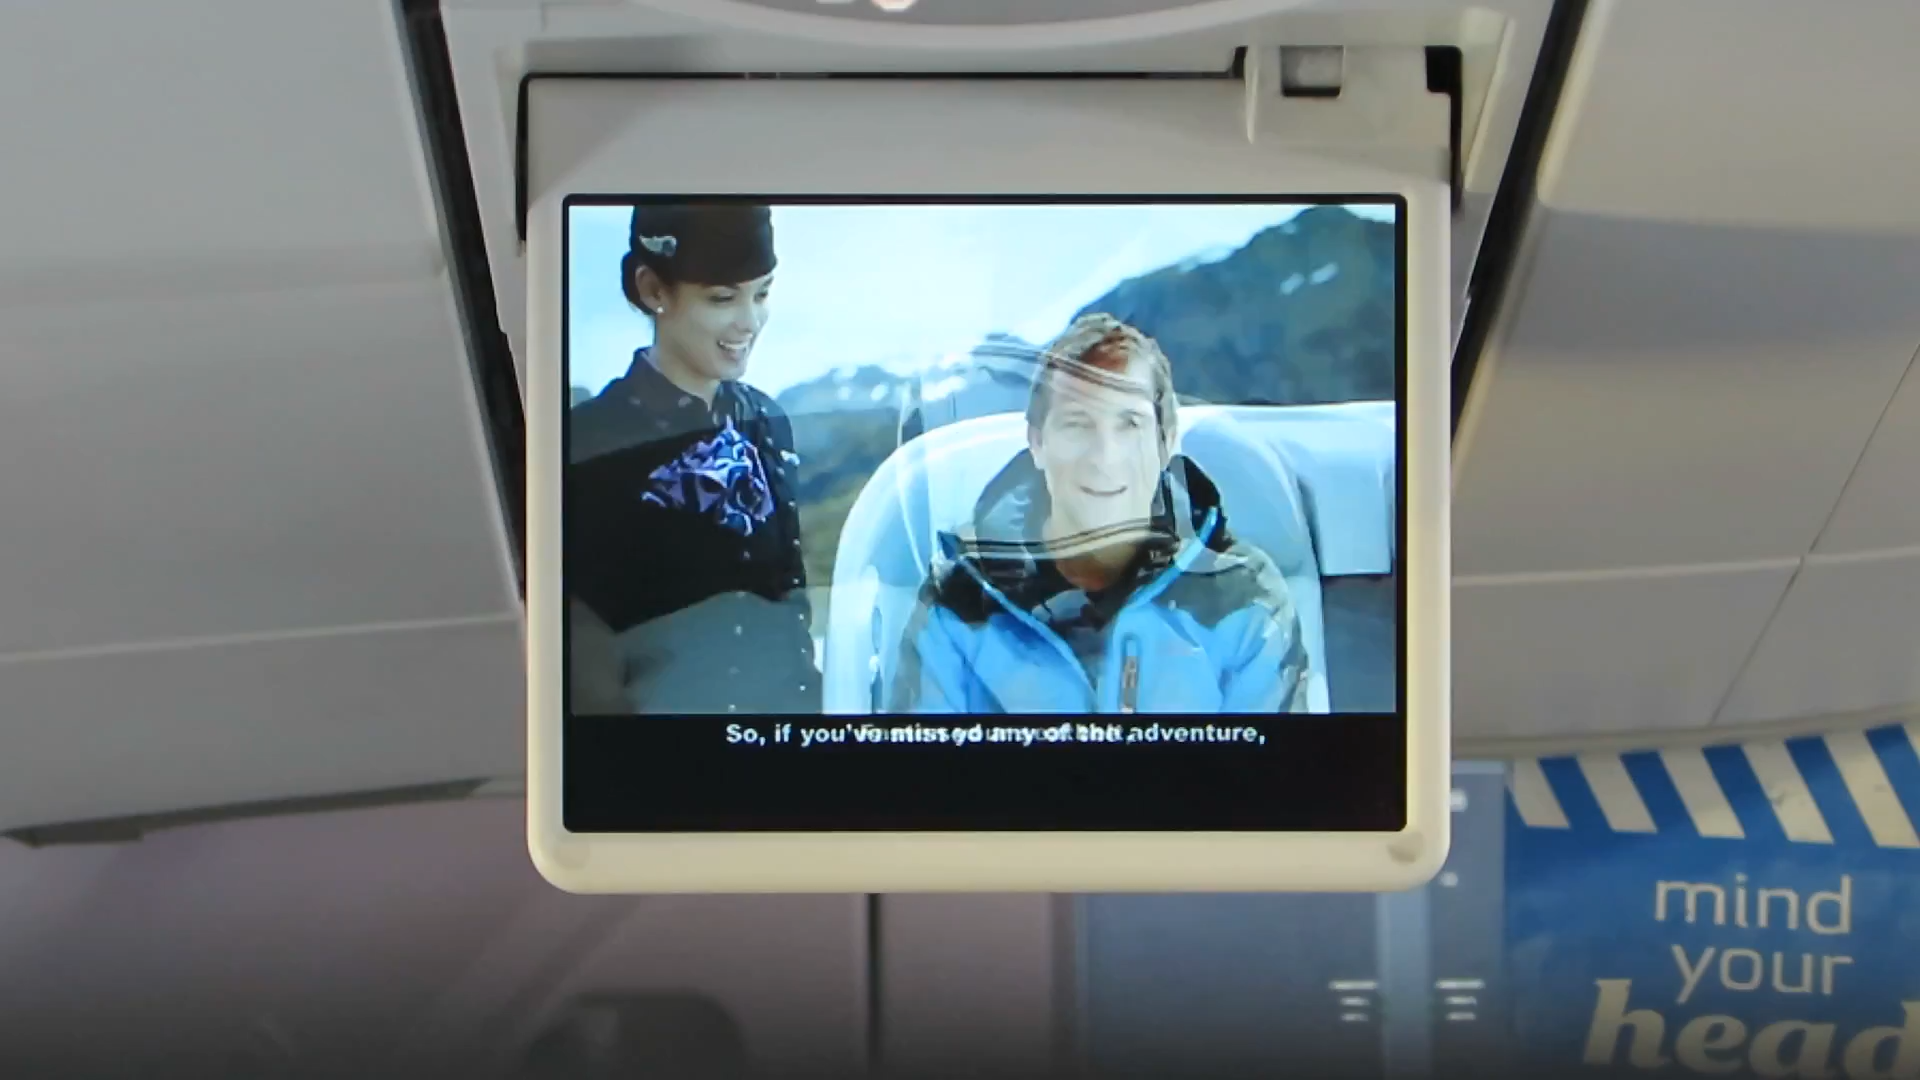 So, if you've missed any of the adventure,
mind
your
head